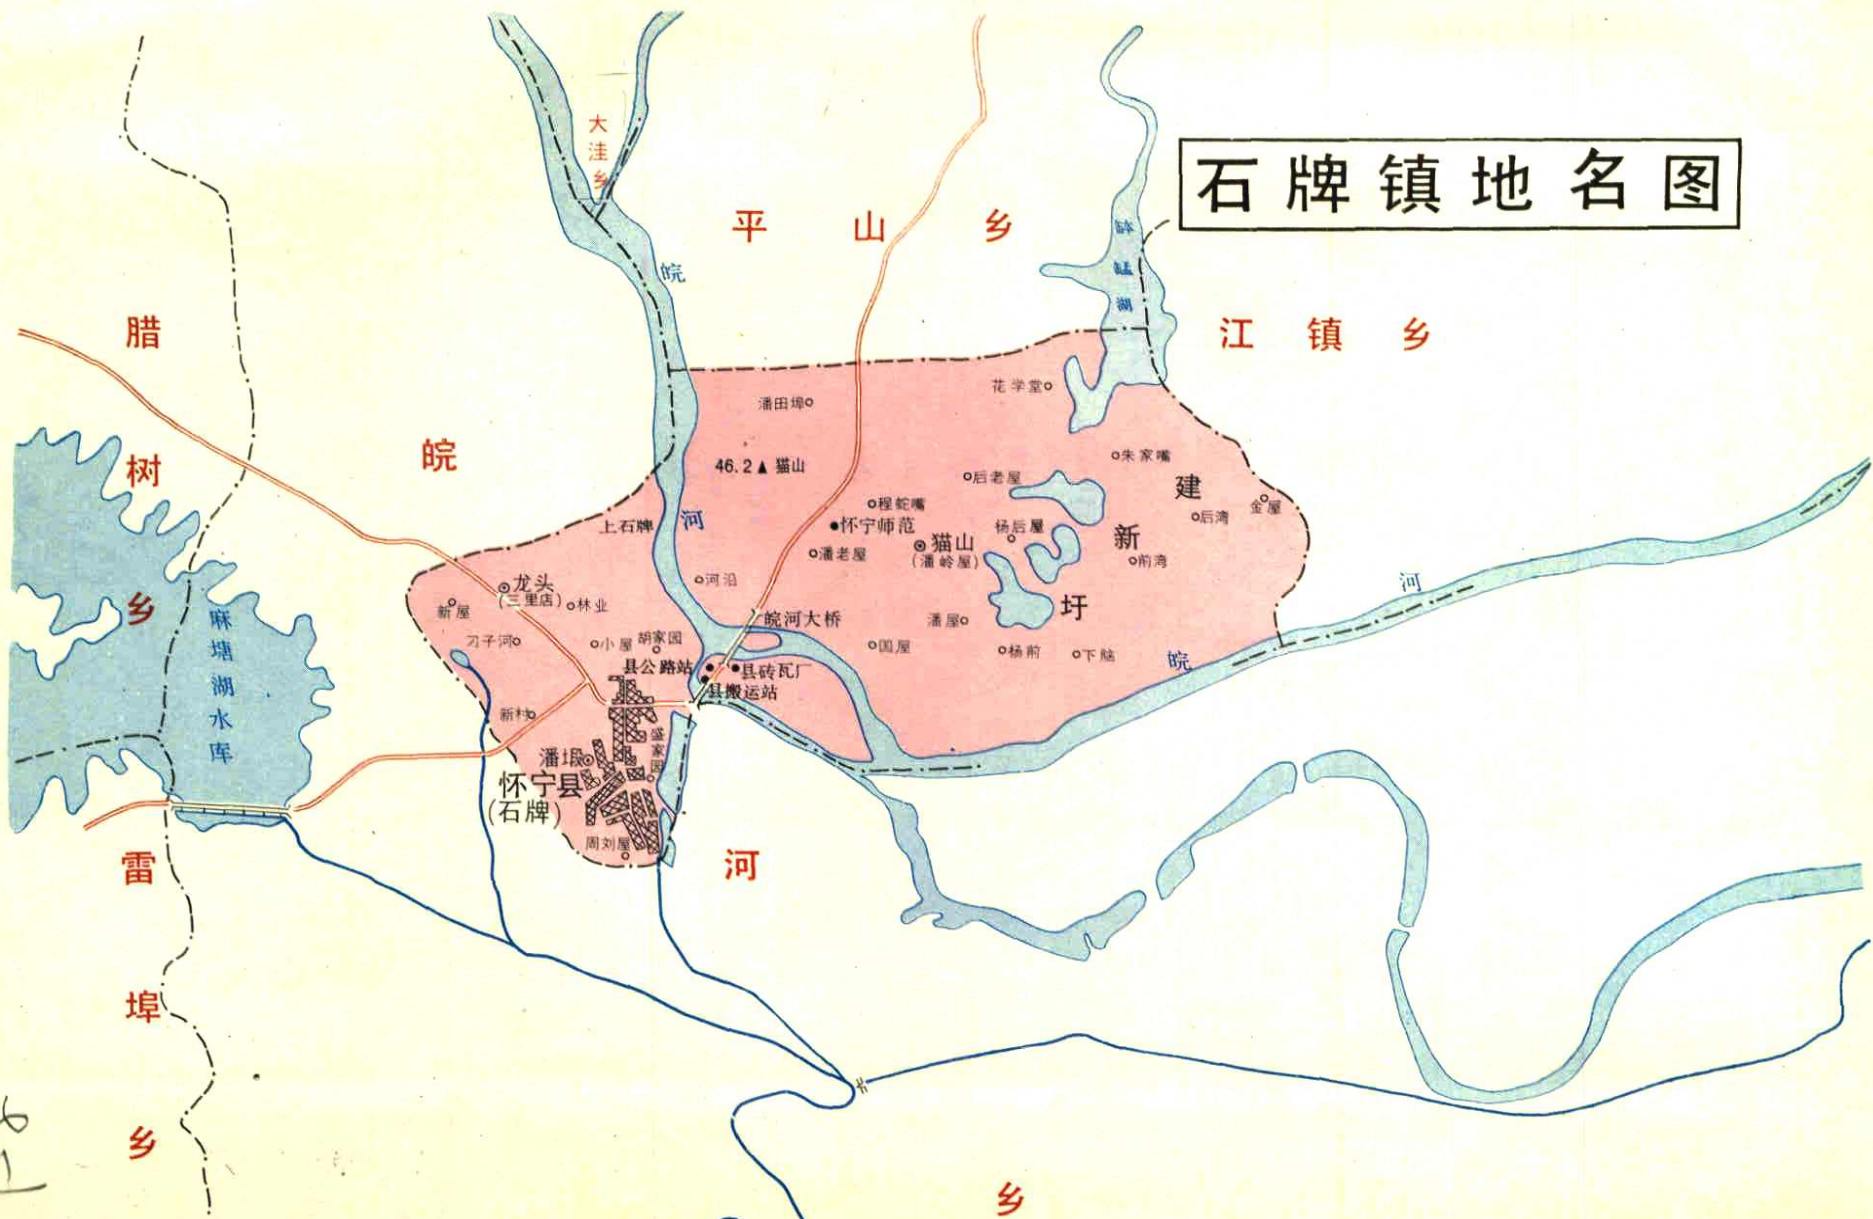 石牌镇地名图
大洼乡
平山乡
皖
湖
江镇乡
腊树乡
皖河乡
花学堂
潘田埠
46.2 猫山
朱家嘴
后老屋
建新圩
金屋
后湾
程蛇嘴
怀宁师范
杨后屋
上石牌
河
猫山
(潘岭屋)
潘老屋
前湾
河沿
龙头
(三里店)
林业
新屋
河
麻塘湖水库
皖河大桥
潘屋
刁子河
小屋
胡家园
国屋
杨前
下脑
皖
县公路站
县砖瓦厂
县搬运站
新村
盛家园
潘塅
怀宁县
(石牌)
周刘屋
雷埠乡